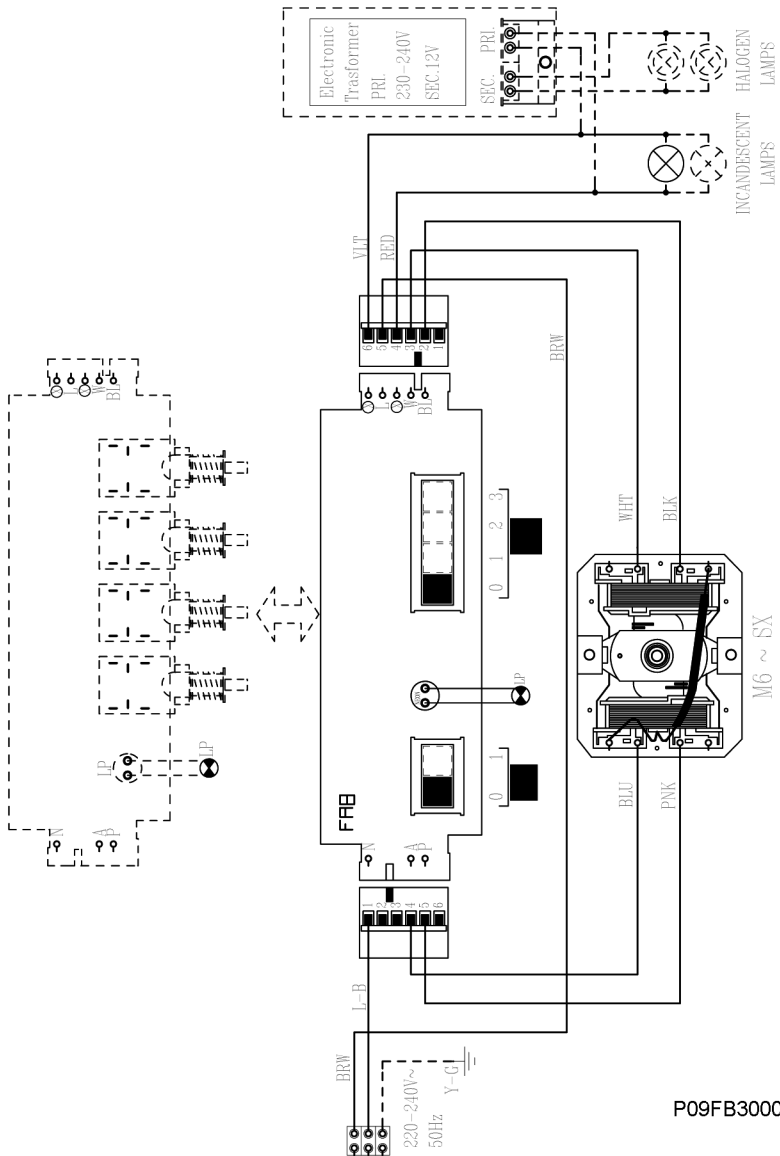 Electronic
Trasformer
PRI.
230-240V
SEC.12V
PRI.
SEC.
HALOGEN
LAMPS
INCANDESCENT
LAMPS
VLT
RED
6
5
4
3
2
1
BRW
L
W
BL
L
W
BL
WHT
BLK
0 1 2 3
M6 ~ SX
LP
LP
LP
0 1
FAB
BLU
PNK
N
A
P
N
A
P
1
2
3
4
5
6
L-B
BRW
Y-G
220-240V~
50Hz
P09FB3000